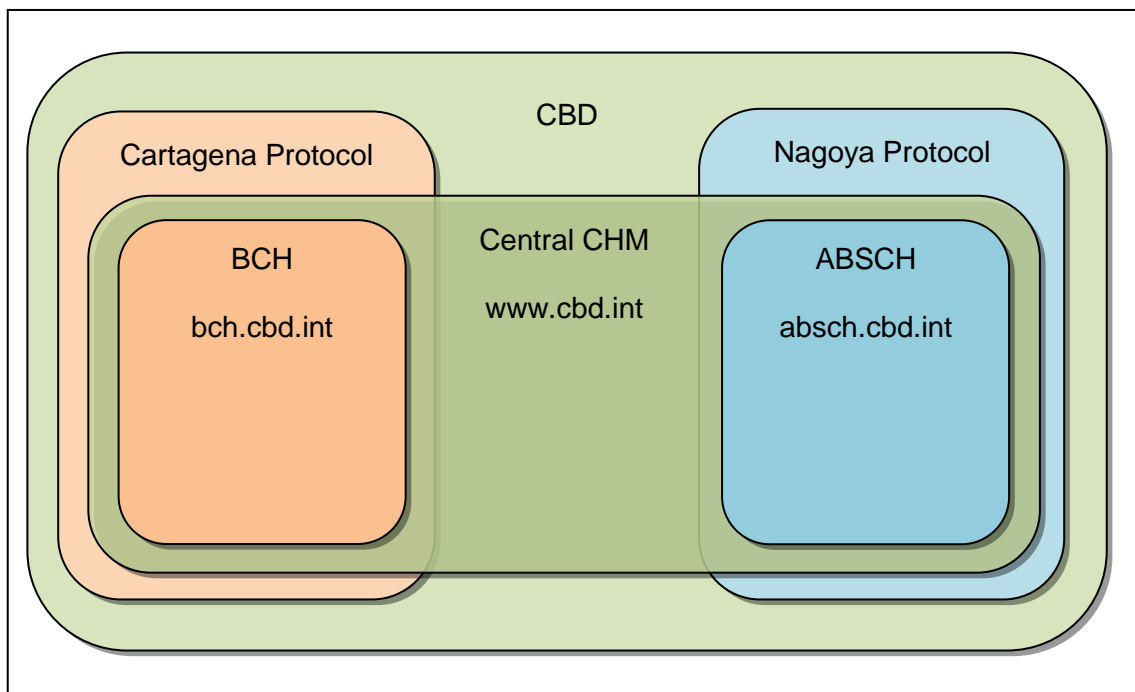 CBD
Cartagena Protocol
Nagoya Protocol
Central CHM
www.cbd.int
BCH
bch.cbd.int
ABSCH
absch.cbd.int